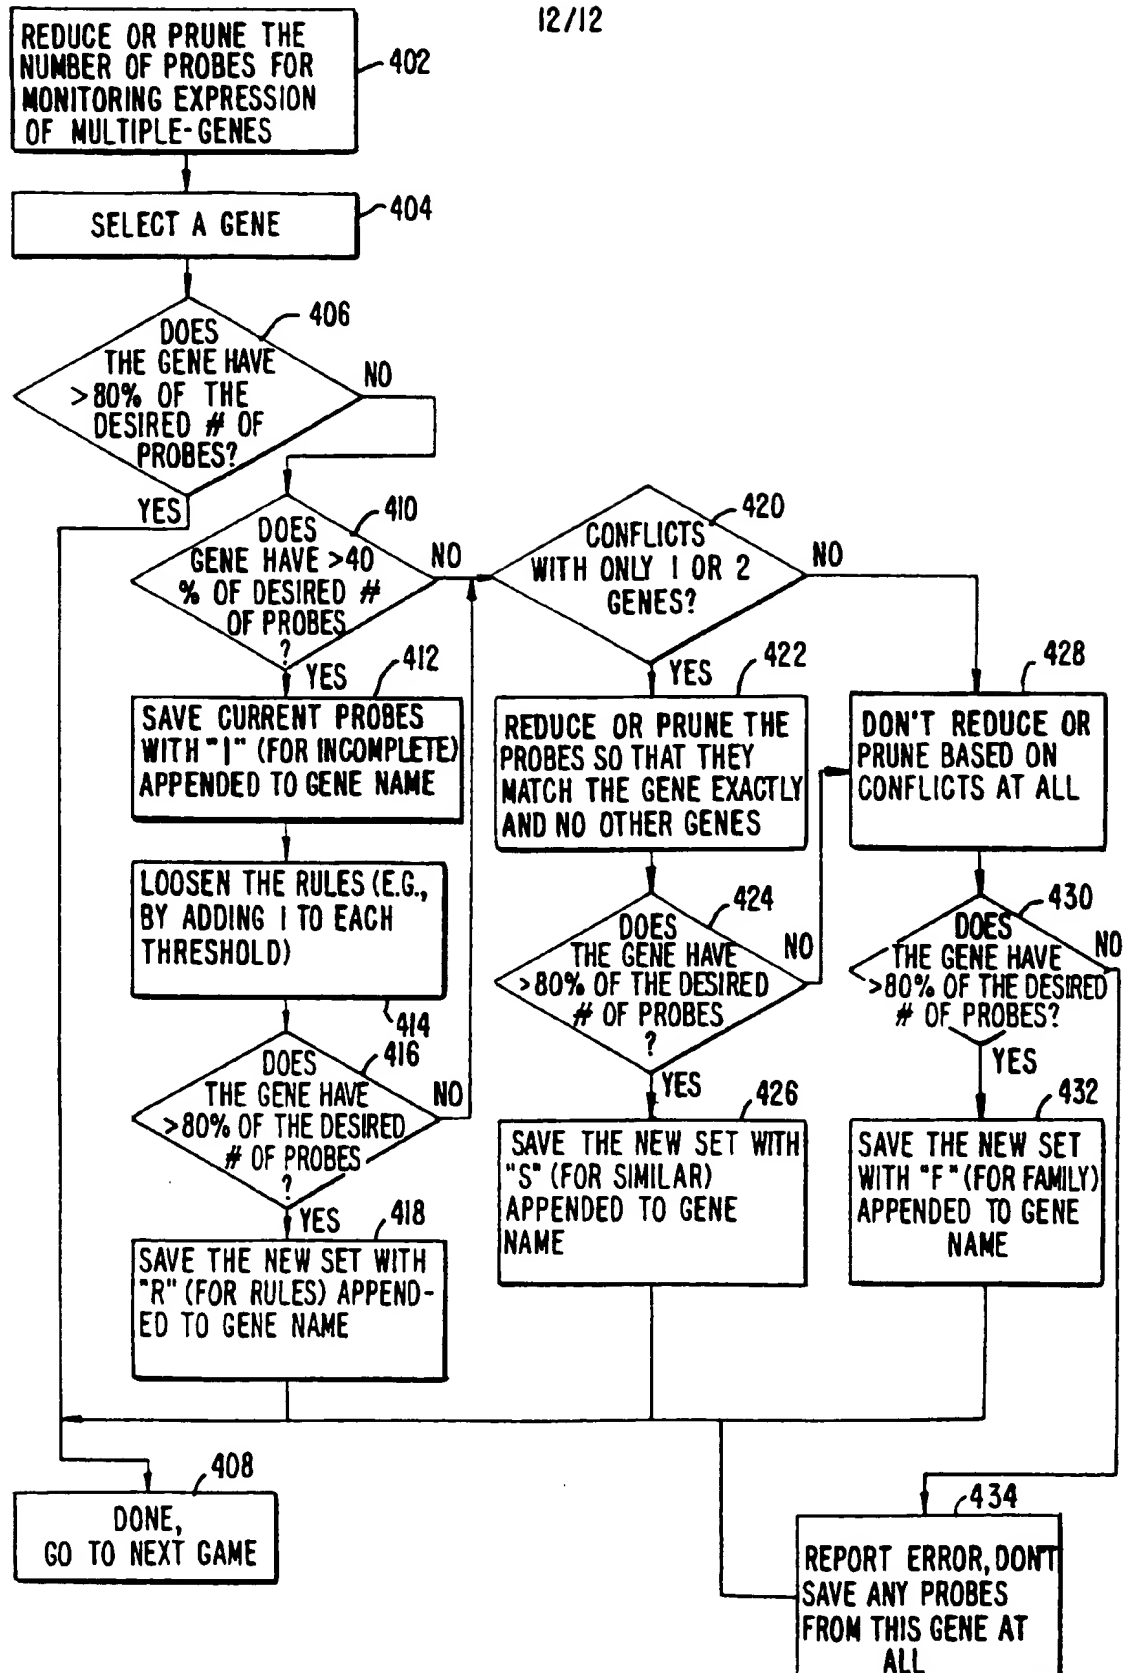 12/12
REDUCE OR PRUNE THE
NUMBER OF PROBES FOR
MONITORING EXPRESSION
OF MULTIPLE-GENES
402
SELECT A GENE
404
406
DOES
THE GENE HAVE
>80% OF THE
DESIRED # OF
PROBES?
NO
YES
410
DOES
GENE HAVE >40
% OF DESIRED #
OF PROBES
?
NO
YES
412
SAVE CURRENT PROBES
WITH "I" (FOR INCOMPLETE)
APPENDED TO GENE NAME
LOOSEN THE RULES (E.G.,
BY ADDING 1 TO EACH
THRESHOLD)
414
416
DOES
THE GENE HAVE
>80% OF THE DESIRED
# OF PROBES
?
NO
YES
418
SAVE THE NEW SET WITH
"R" (FOR RULES) APPEND-
ED TO GENE NAME
420
CONFLICTS
WITH ONLY 1 OR 2
GENES?
NO
YES
422
REDUCE OR PRUNE THE
PROBES SO THAT THEY
MATCH THE GENE EXACTLY
AND NO OTHER GENES
424
DOES
THE GENE HAVE
>80% OF THE DESIRED
# OF PROBES
?
NO
YES
426
SAVE THE NEW SET WITH
"S" (FOR SIMILAR)
APPENDED TO GENE
NAME
428
DON'T REDUCE OR
PRUNE BASED ON
CONFLICTS AT ALL
430
DOES
THE GENE HAVE
>80% OF THE DESIRED
# OF PROBES?
NO
YES
432
SAVE THE NEW SET
WITH "F" (FOR FAMILY)
APPENDED TO GENE
NAME
408
DONE,
GO TO NEXT GAME
434
REPORT ERROR, DON'T
SAVE ANY PROBES
FROM THIS GENE AT
ALL